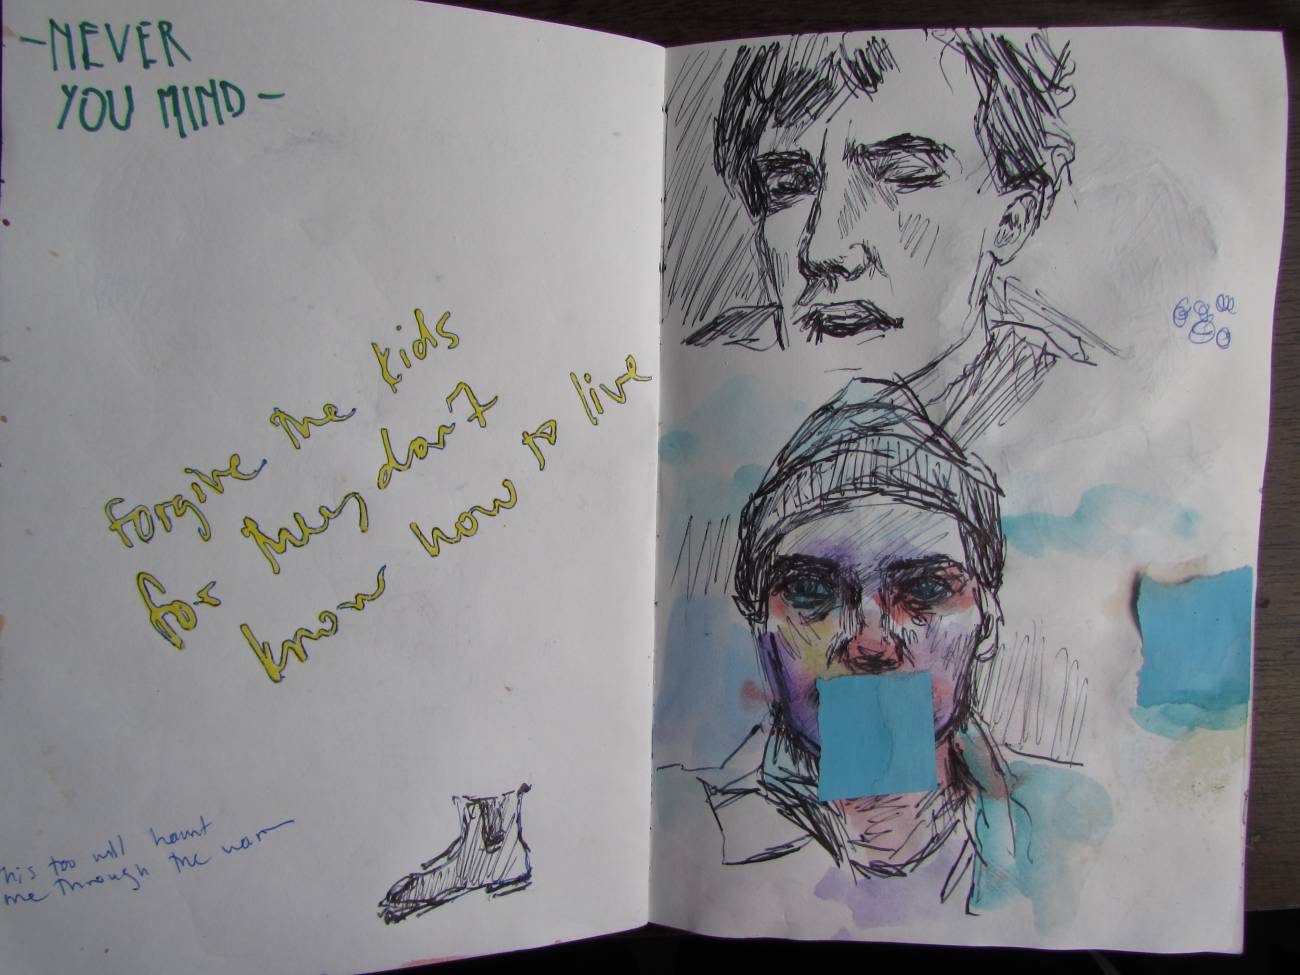 -NEVER
YOU MIND-
forgive the kids
for they don't
know how to live
this too will haunt
me through the war